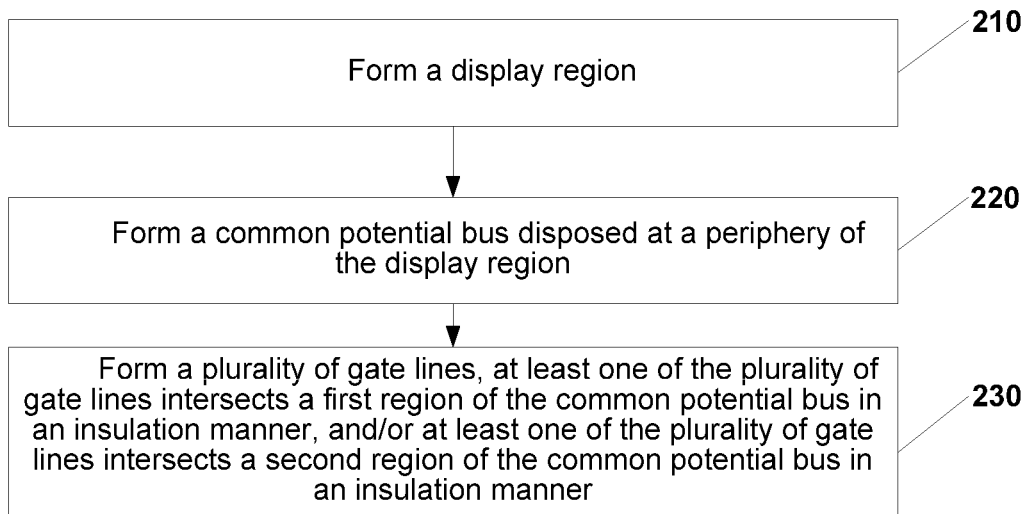 210
Form a display region
220
Form a common potential bus disposed at a periphery of
the display region
Form a plurality of gate lines, at least one of the plurality of
gate lines intersects a first region of the common potential bus in
an insulation manner, and/or at least one of the plurality of gate
lines intersects a second region of the common potential bus in
an insulation manner
230